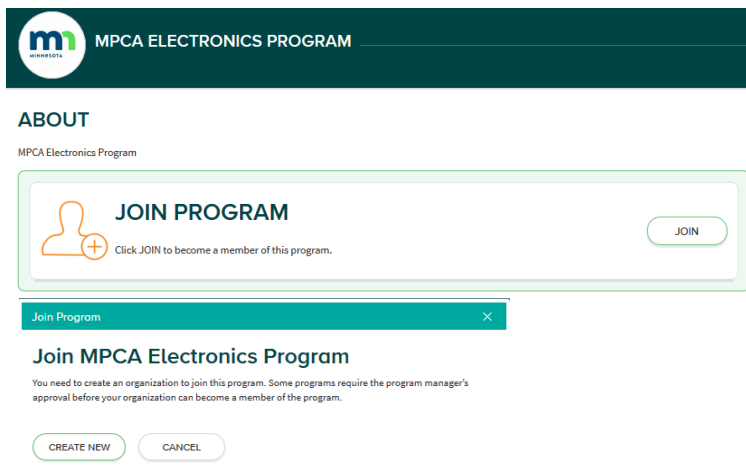 mn
MINNESOTA
MPCA ELECTRONICS PROGRAM
ABOUT
MPCA Electronics Program
JOIN PROGRAM
Click JOIN to become a member of this program.
JOIN
Join Program
Join MPCA Electronics Program
You need to create an organization to join this program. Some programs require the program manager's
approval before your organization can become a member of the program.
CREATE NEW
CANCEL